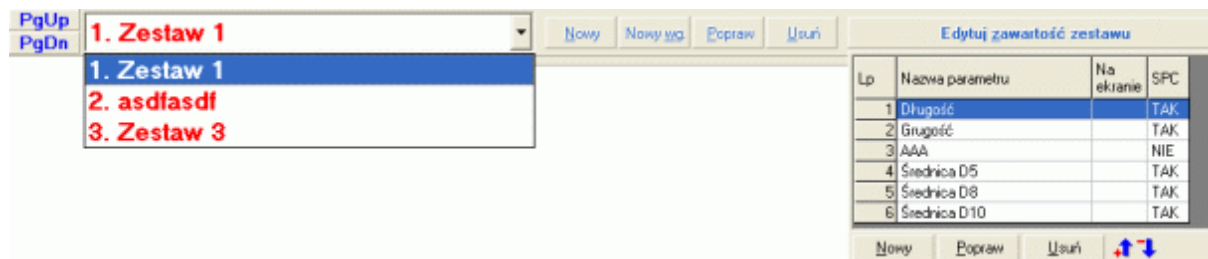 PgUp
PgDn
1. Zestaw 1
Nowy
Nowy wg.
Popraw
Usuń
1. Zestaw 1
2. asdfasdf
3. Zestaw 3
Edytuj zawartość zestawu
Lp Nazwa parametru Na ekranie SPC
1 Długość TAK
2 Grugość TAK
3 AAA NIE
4 Średnica D5 TAK
5 Średnica D8 TAK
6 Średnica D10 TAK
Nowy Popraw Usuń